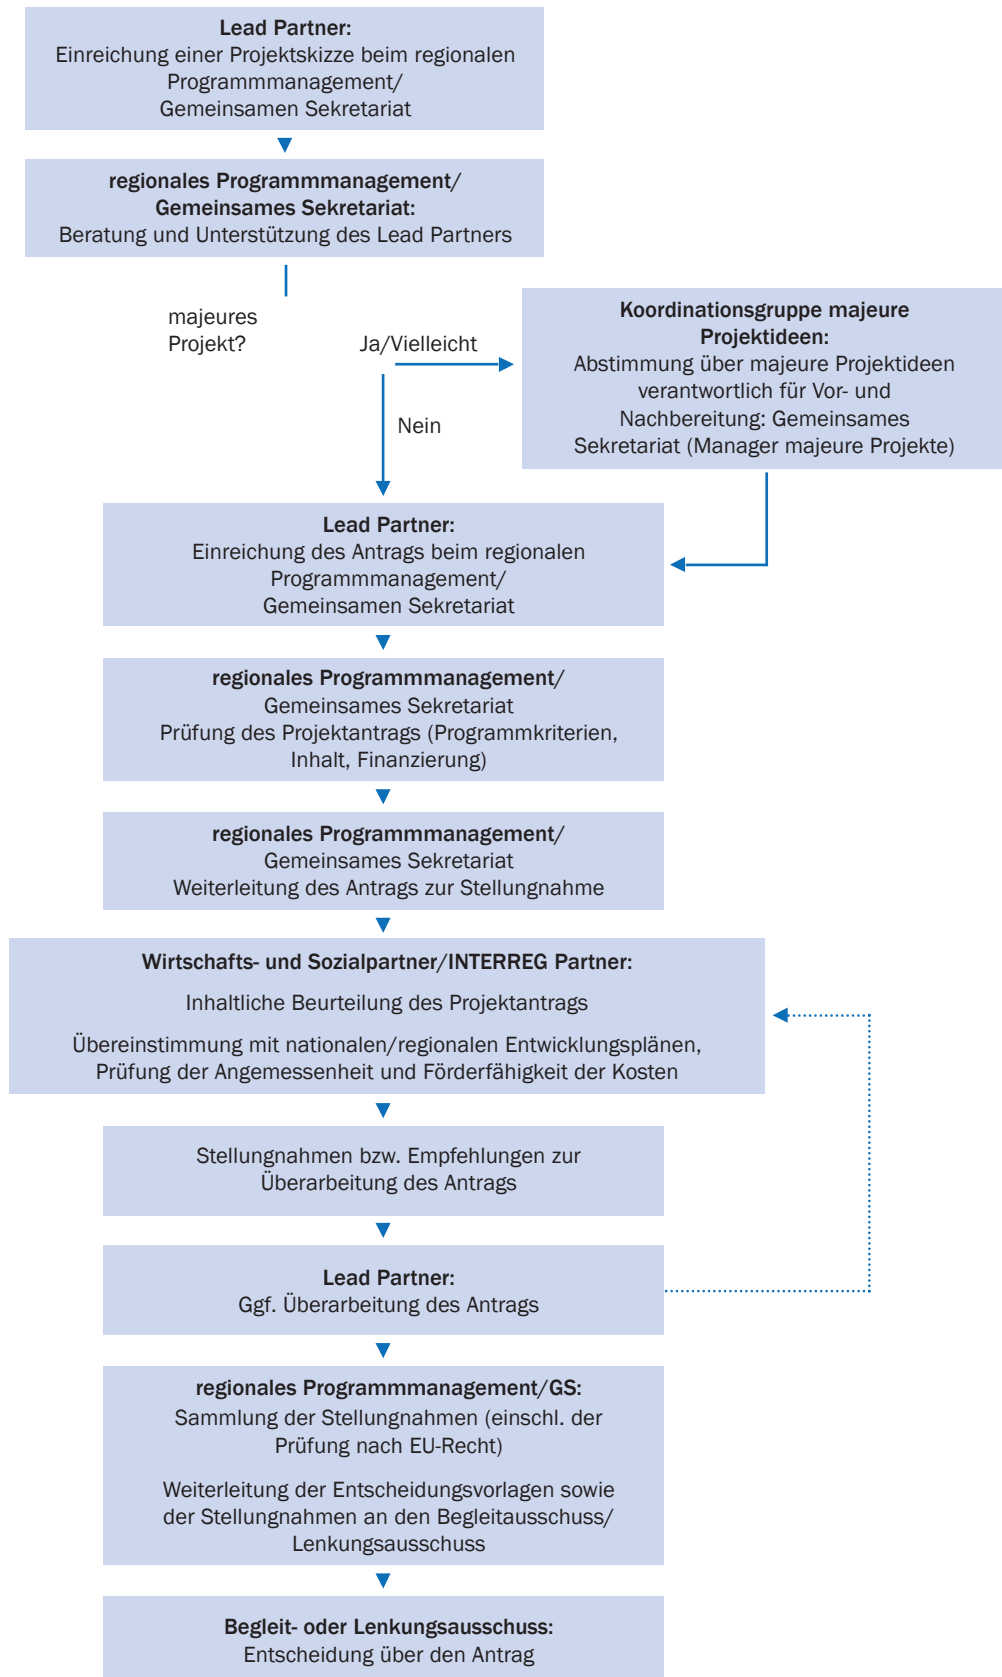 Lead Partner:
Einreichung einer Projektskizze beim regionalen
Programmmanagement/
Gemeinsamen Sekretariat
regionales Programmmanagement/
Gemeinsames Sekretariat:
Beratung und Unterstützung des Lead Partners
majeures
Projekt?
Ja/Vielleicht
Nein
Koordinationsgruppe majeure
Projektideen:
Abstimmung über majeure Projektideen
verantwortlich für Vor- und
Nachbereitung: Gemeinsames
Sekretariat (Manager majeure Projekte)
Lead Partner:
Einreichung des Antrags beim regionalen
Programmmanagement/
Gemeinsamen Sekretariat
regionales Programmmanagement/
Gemeinsames Sekretariat
Prüfung des Projektantrags (Programmkriterien,
Inhalt, Finanzierung)
regionales Programmmanagement/
Gemeinsames Sekretariat
Weiterleitung des Antrags zur Stellungnahme
Wirtschafts- und Sozialpartner/INTERREG Partner:
Inhaltliche Beurteilung des Projektantrags
Übereinstimmung mit nationalen/regionalen Entwicklungsplänen,
Prüfung der Angemessenheit und Förderfähigkeit der Kosten
Stellungnahmen bzw. Empfehlungen zur
Überarbeitung des Antrags
Lead Partner:
Ggf. Überarbeitung des Antrags
regionales Programmmanagement/GS:
Sammlung der Stellungnahmen (einschl. der
Prüfung nach EU-Recht)
Weiterleitung der Entscheidungsvorlagen sowie
der Stellungnahmen an den Begleitausschuss/
Lenkungsausschuss
Begleit- oder Lenkungsausschuss:
Entscheidung über den Antrag